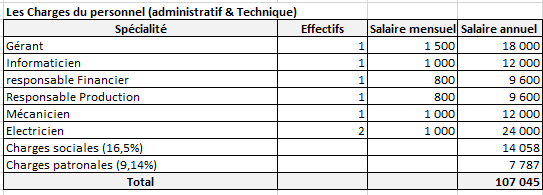 Les Charges du personnel (administratif & Technique)
Spécialité Effectifs Salaire mensuel Salaire annuel
Gérant 1 1 500 18 000
Informaticien 1 1 000 12 000
responsable Financier 1 800 9 600
Responsable Production 1 800 9 600
Mécanicien 1 1 000 12 000
Electricien 2 1 000 24 000
Charges sociales (16,5%) 14 058
Charges patronales (9,14%) 7 787
Total 107 045